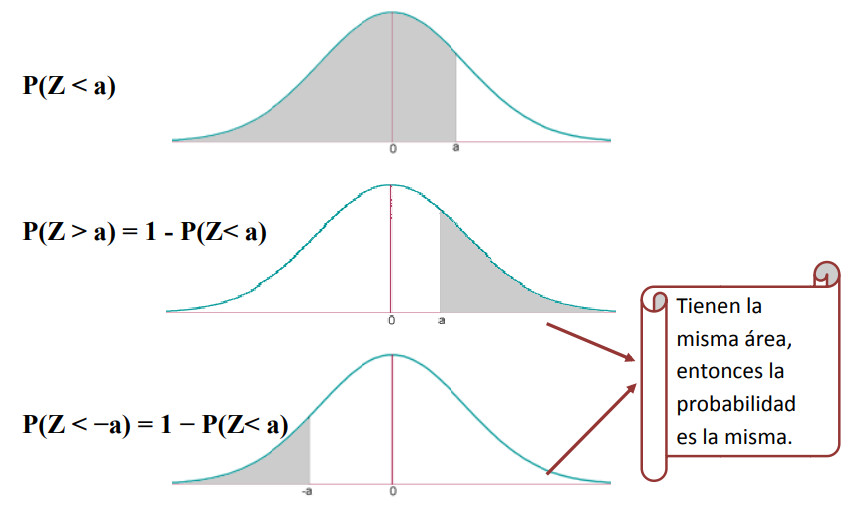 P(Z < a)
0 a
P(Z > a) = 1 - P(Z< a)
0 a
Tienen la
misma área,
entonces la
probabilidad
es la misma.
P(Z < −a) = 1 − P(Z< a)
-a 0